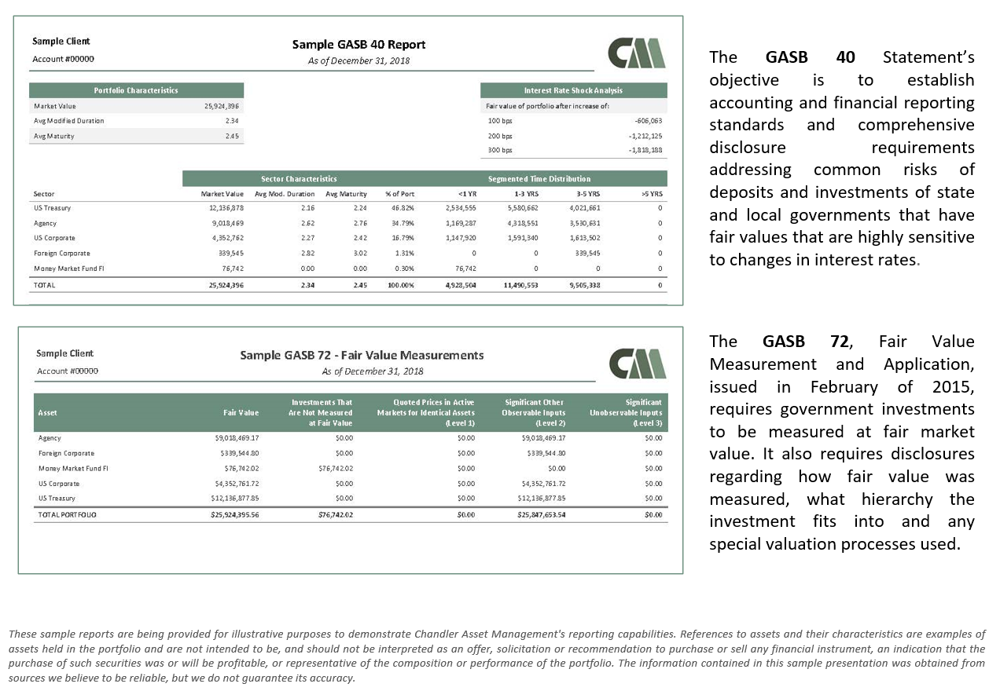 Sample Client
Sample GASB 40 Report
CM
Account #00000
As of December 31, 2018
Portfolio Characteristics
Market Value 25,924,396
Avg Modified Duration 2.34
Avg Maturity 2.45
Interest Rate Shock Analysis
Fair value of portfolio after increase of:
100 bps -606,063
200 bps -1,212,125
300 bps -1,818,188
Sector Characteristics Segmented Time Distribution
Sector Market Value Avg Mod. Duration Avg Maturity % of Port <1 YR 1-3 YRS 3-5 YRS >5 YRS
US Treasury 12,136,878 2.16 2.24 46.82% 2,534,555 5,580,662 4,021,661 0
Agency 9,018,469 2.62 2.76 34.79% 1,169,287 4,318,551 3,530,631 0
US Corporate 4,352,762 2.27 2.42 16.79% 1,147,920 1,591,340 1,613,502 0
Foreign Corporate 339,545 2.82 3.02 1.31% 0 0 339,545 0
Money Market Fund FI 76,742 0.00 0.00 0.30% 76,742 0 0 0
TOTAL 25,924,396 2.34 2.45 100.00% 4,928,504 11,490,553 9,505,338 0
The GASB 40 Statement’s
objective is to establish
accounting and financial reporting
standards and comprehensive
disclosure requirements
addressing common risks of
deposits and investments of state
and local governments that have
fair values that are highly sensitive
to changes in interest rates.
Sample Client
Sample GASB 72 - Fair Value Measurements
CM
Account #00000
As of December 31, 2018
Asset
Fair Value
Investments That
Are Not Measured
at Fair Value
Quoted Prices in Active
Markets for Identical Assets
(Level 1)
Significant Other
Observable Inputs
(Level 2)
Significant
Unobservable Inputs
(Level 3)
Agency $9,018,469.17 $0.00 $0.00 $9,018,469.17 $0.00
Foreign Corporate $339,544.80 $0.00 $0.00 $339,544.80 $0.00
Money Market Fund FI $76,742.02 $76,742.02 $0.00 $0.00 $0.00
US Corporate $4,352,761.72 $0.00 $0.00 $4,352,761.72 $0.00
US Treasury $12,136,877.85 $0.00 $0.00 $12,136,877.85 $0.00
TOTAL PORTFOLIO $25,924,395.56 $76,742.02 $0.00 $25,847,653.54 $0.00
The GASB 72, Fair Value
Measurement and Application,
issued in February of 2015,
requires government investments
to be measured at fair market
value. It also requires disclosures
regarding how fair value was
measured, what hierarchy the
investment fits into and any
special valuation processes used.
These sample reports are being provided for illustrative purposes to demonstrate Chandler Asset Management's reporting capabilities. References to assets and their characteristics are examples of
assets held in the portfolio and are not intended to be, and should not be interpreted as an offer, solicitation or recommendation to purchase or sell any financial instrument, an indication that the
purchase of such securities was or will be profitable, or representative of the composition or performance of the portfolio. The information contained in this sample presentation was obtained from
sources we believe to be reliable, but we do not guarantee its accuracy.